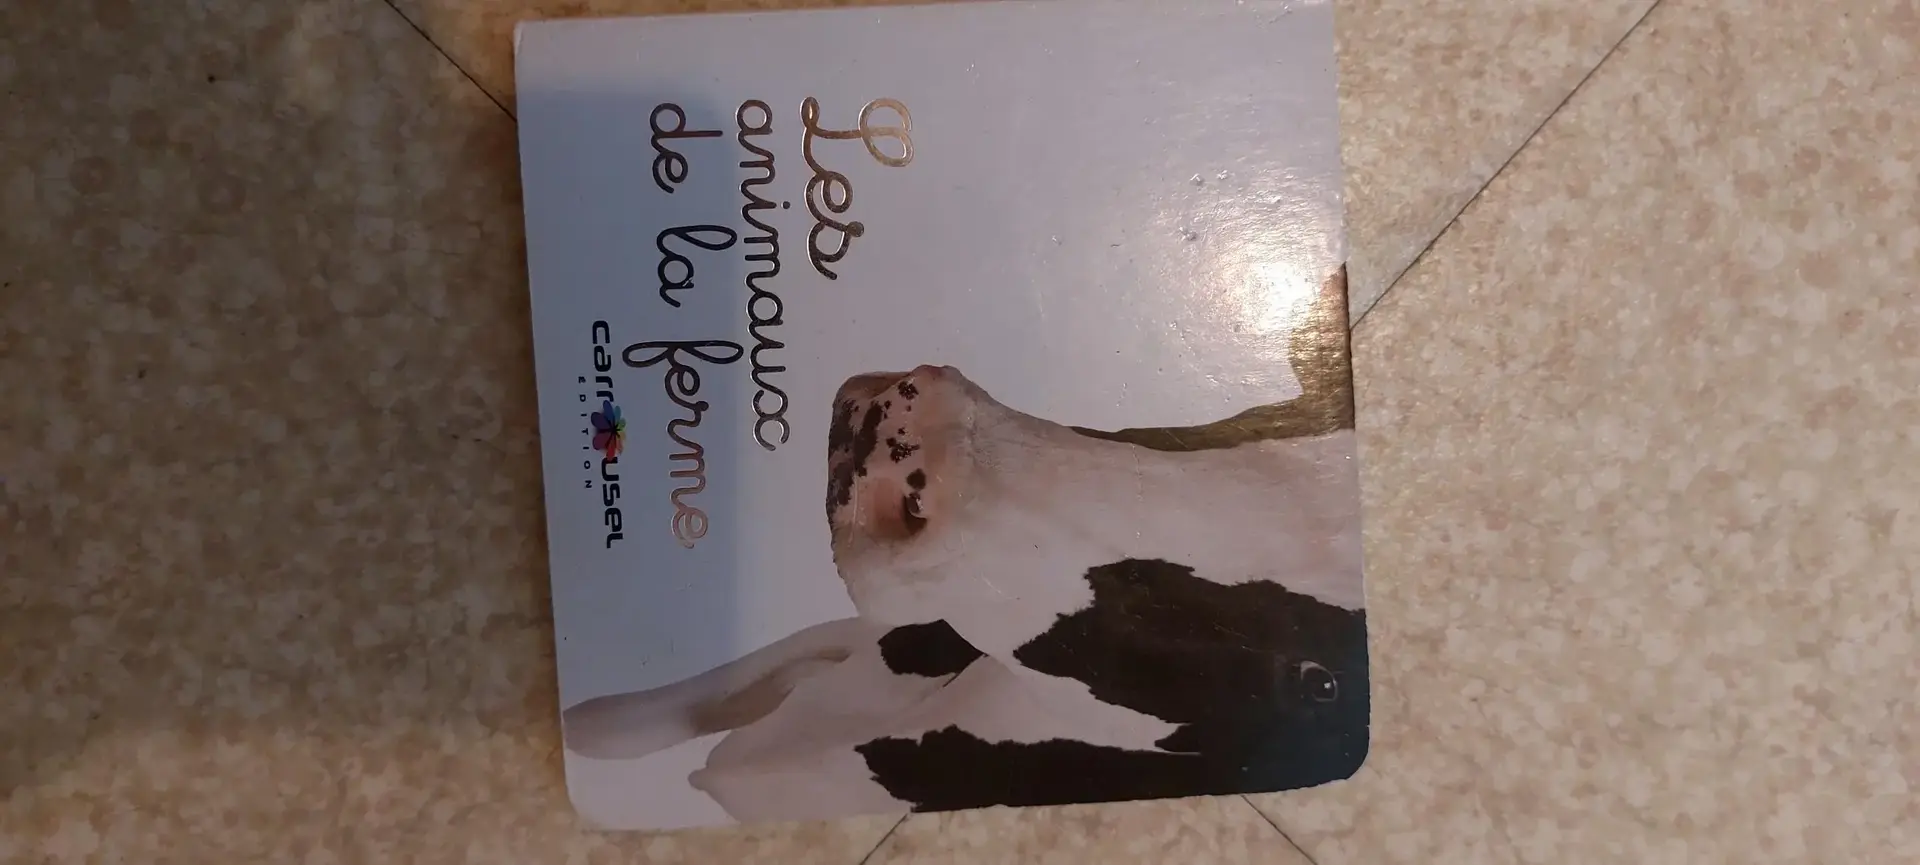 Les
animaux
de la ferme
carrousel
EDITION